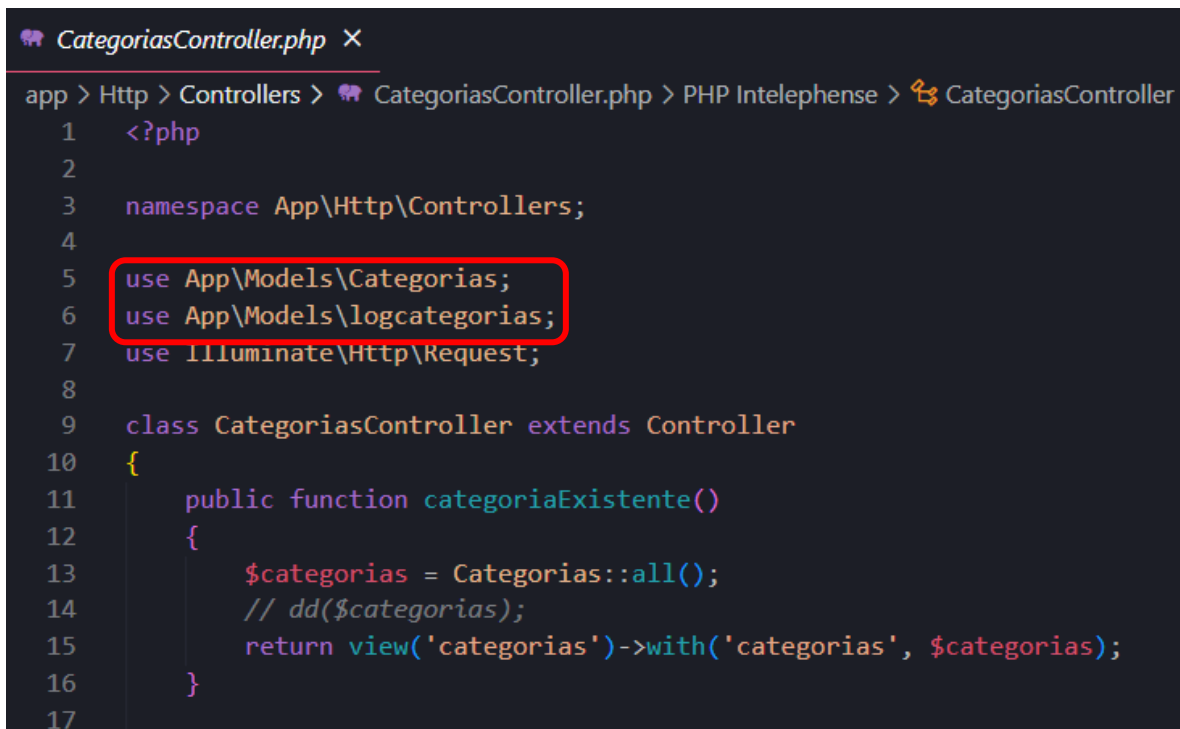 CategoriasController.php ×
app > Http > Controllers > CategoriasController.php > PHP Intelephense > CategoriasController
1 <?php
2
3 namespace App\Http\Controllers;
4
5 use App\Models\Categorias;
6 use App\Models\logcategorias;
7 use Illuminate\Http\Request;
8
9 class CategoriasController extends Controller
10 {
11 public function categoriaExistente()
12 {
13 $categorias = Categorias::all();
14 // dd($categorias);
15 return view('categorias')->with('categorias', $categorias);
16 }
17